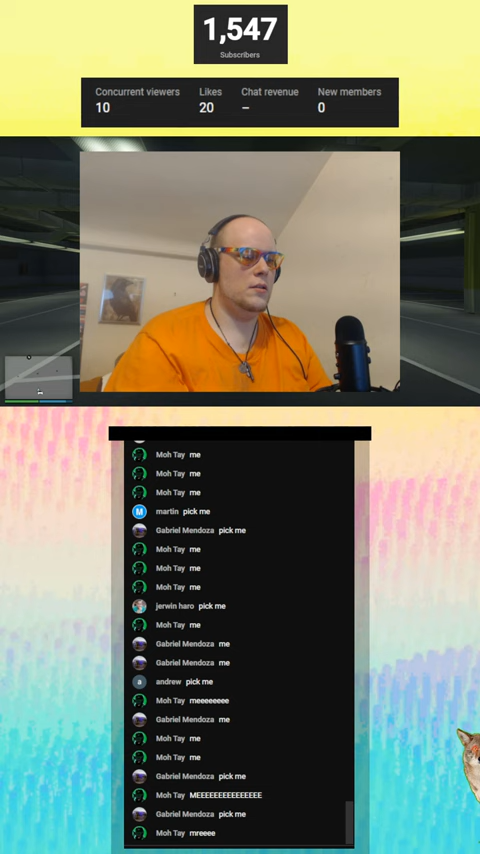 1,547
Subscribers
Concurrent viewers Likes Chat revenue New members
10 20 – 0
Moh Tay me
Moh Tay me
Moh Tay me
M martin pick me
Gabriel Mendoza pick me
Moh Tay me
Moh Tay me
Moh Tay me
jerwin haro pick me
Moh Tay me
Gabriel Mendoza me
Gabriel Mendoza me
a andrew pick me
Moh Tay meeeeeeee
Gabriel Mendoza me
Moh Tay me
Moh Tay me
Gabriel Mendoza pick me
Moh Tay MEEEEEEEEEEEEEEE
Gabriel Mendoza pick me
Moh Tay mreeee